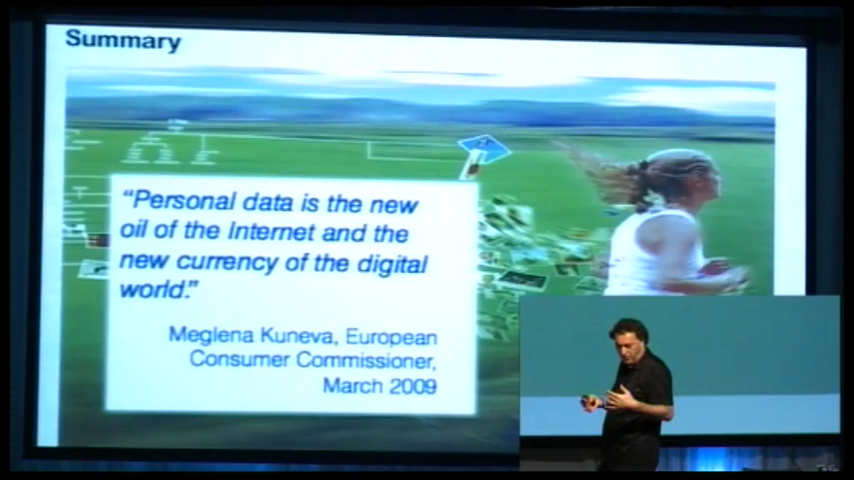 Summary
“Personal data is the new
oil of the Internet and the
new currency of the digital
world.”
Meglena Kuneva, European
Consumer Commissioner,
March 2009